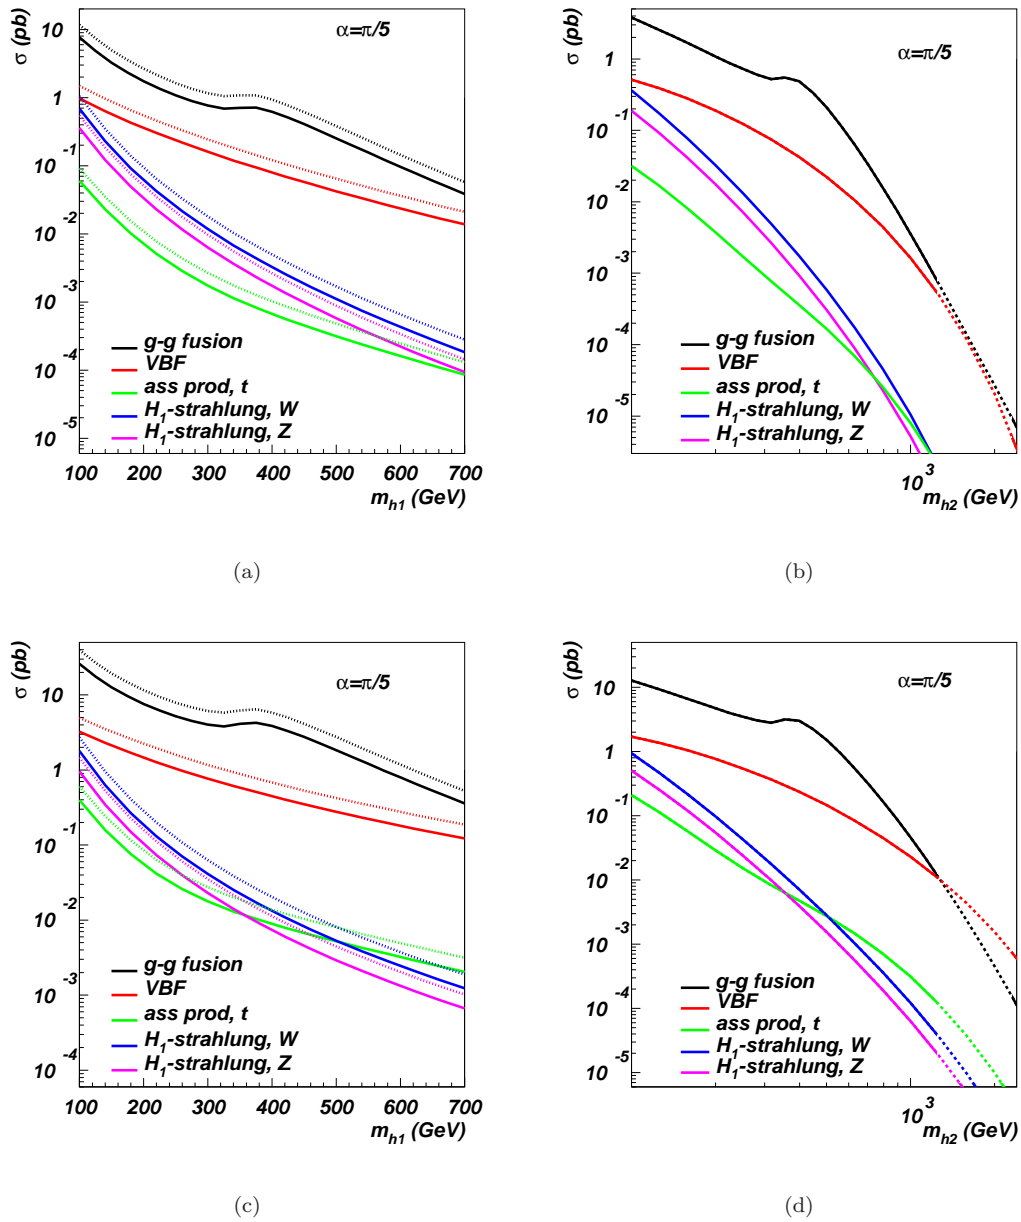 σ (pb)
α=π/5
10
1
10 -1
10 -2
10 -3
10 -4
10 -5
g-g fusion
VBF
ass prod, t
H1-strahlung, W
H1-strahlung, Z
100 200 300 400 500 600 700
mh1 (GeV)
(a)
σ (pb)
α=π/5
1
10 -1
10 -2
10 -3
10 -4
10 -5
g-g fusion
VBF
ass prod, t
H1-strahlung, W
H1-strahlung, Z
10 3
mh2 (GeV)
(b)
σ (pb)
α=π/5
10
1
10 -1
10 -2
10 -3
10 -4
g-g fusion
VBF
ass prod, t
H1-strahlung, W
H1-strahlung, Z
100 200 300 400 500 600 700
mh1 (GeV)
(c)
σ (pb)
α=π/5
10
1
10 -1
10 -2
10 -3
10 -4
10 -5
g-g fusion
VBF
ass prod, t
H1-strahlung, W
H1-strahlung, Z
10 3
mh2 (GeV)
(d)